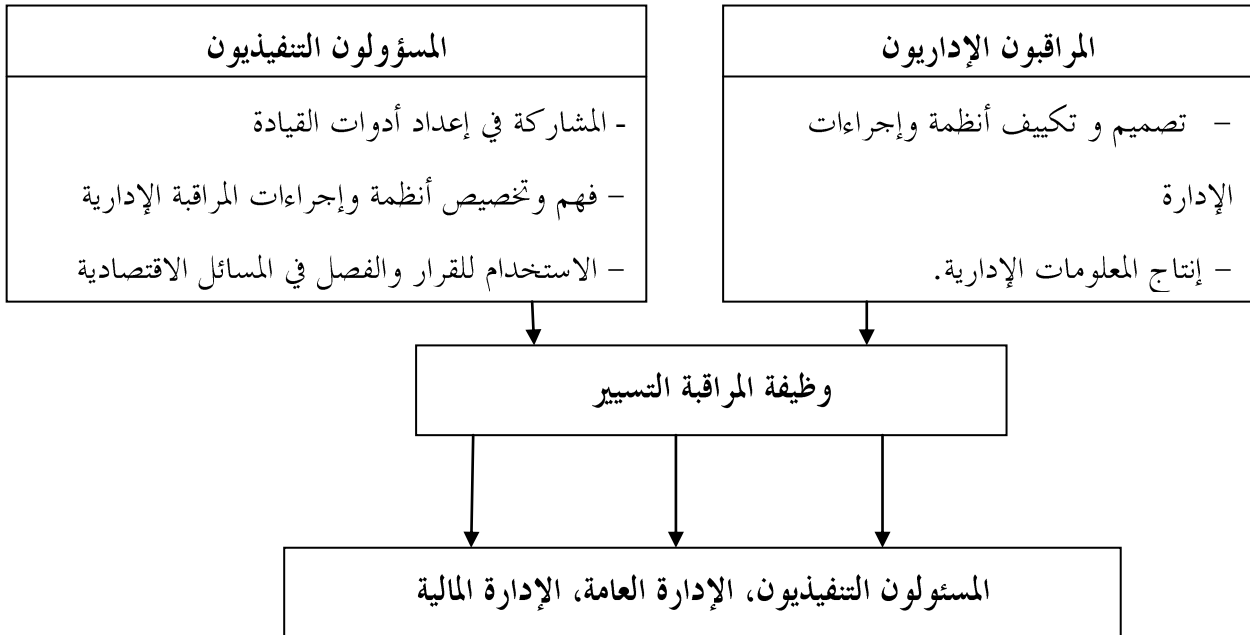 المراقبون الإداريون
– تصميم و تكييف أنظمة وإجراءات
الإدارة
– إنتاج المعلومات الإدارية.
المسؤولون التنفيذيون
- المشاركة في إعداد أدوات القيادة
– فهم وتخصيص أنظمة وإجراءات المراقبة الإدارية
– الاستخدام للقرار والفصل في المسائل الاقتصادية
وظيفة المراقبة التسيير
المسئولون التنفيذيون، الإدارة العامة، الإدارة المالية